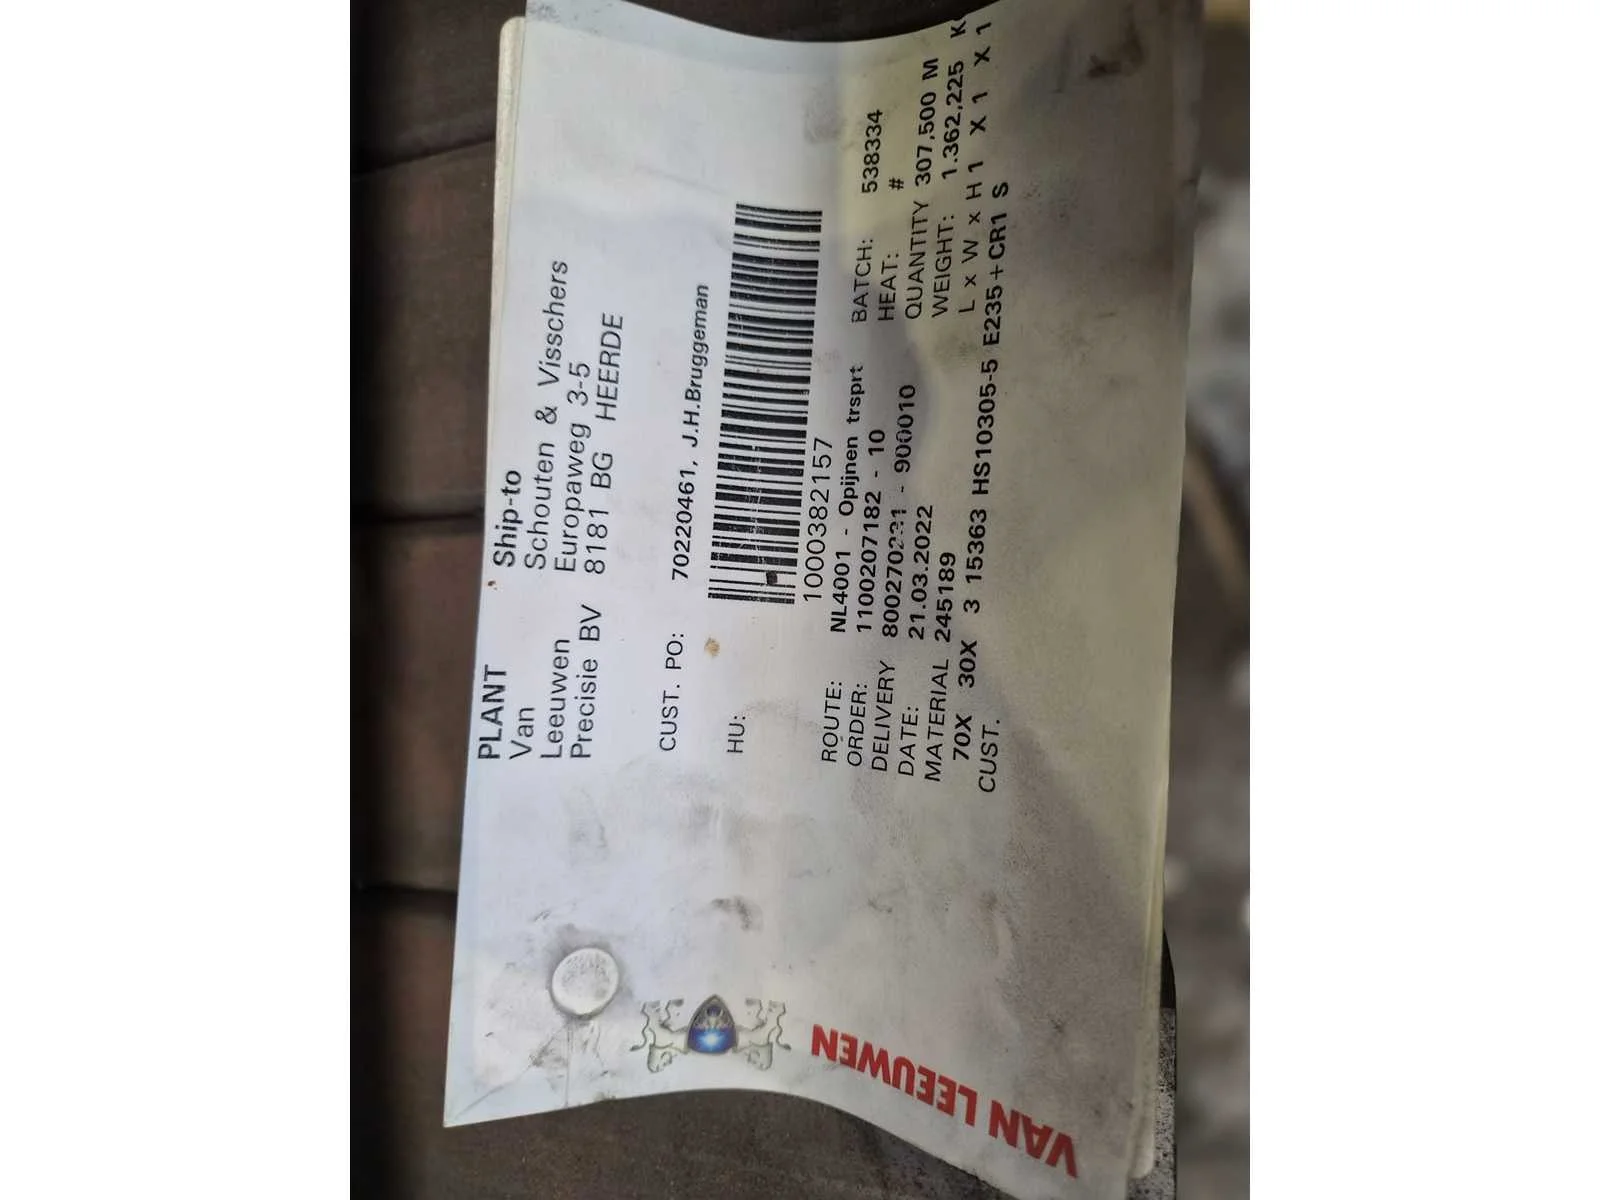 PLANT
Van
Leeuwen
Precisie BV
Ship-to
Schouten & Visschers
Europaweg 3-5
8181 BG HEERDE
CUST. PO: 70220461, J.H.Bruggeman
HU:
1000382157
ROUTE: NL4001 - Opijnen trsprt
ORDER: 1100207182 - 10
DELIVERY - 900010
DATE: 21.03.2022
MATERIAL 245189
BATCH: 538334
HEAT: #
QUANTITY 307,500 M
WEIGHT: 1.362,225 K
L x W x H 1 X 1 X 1
70X 30X 3 15363 HS10305-5 E235+CR1 S
CUST.
VAN LEEUWEN